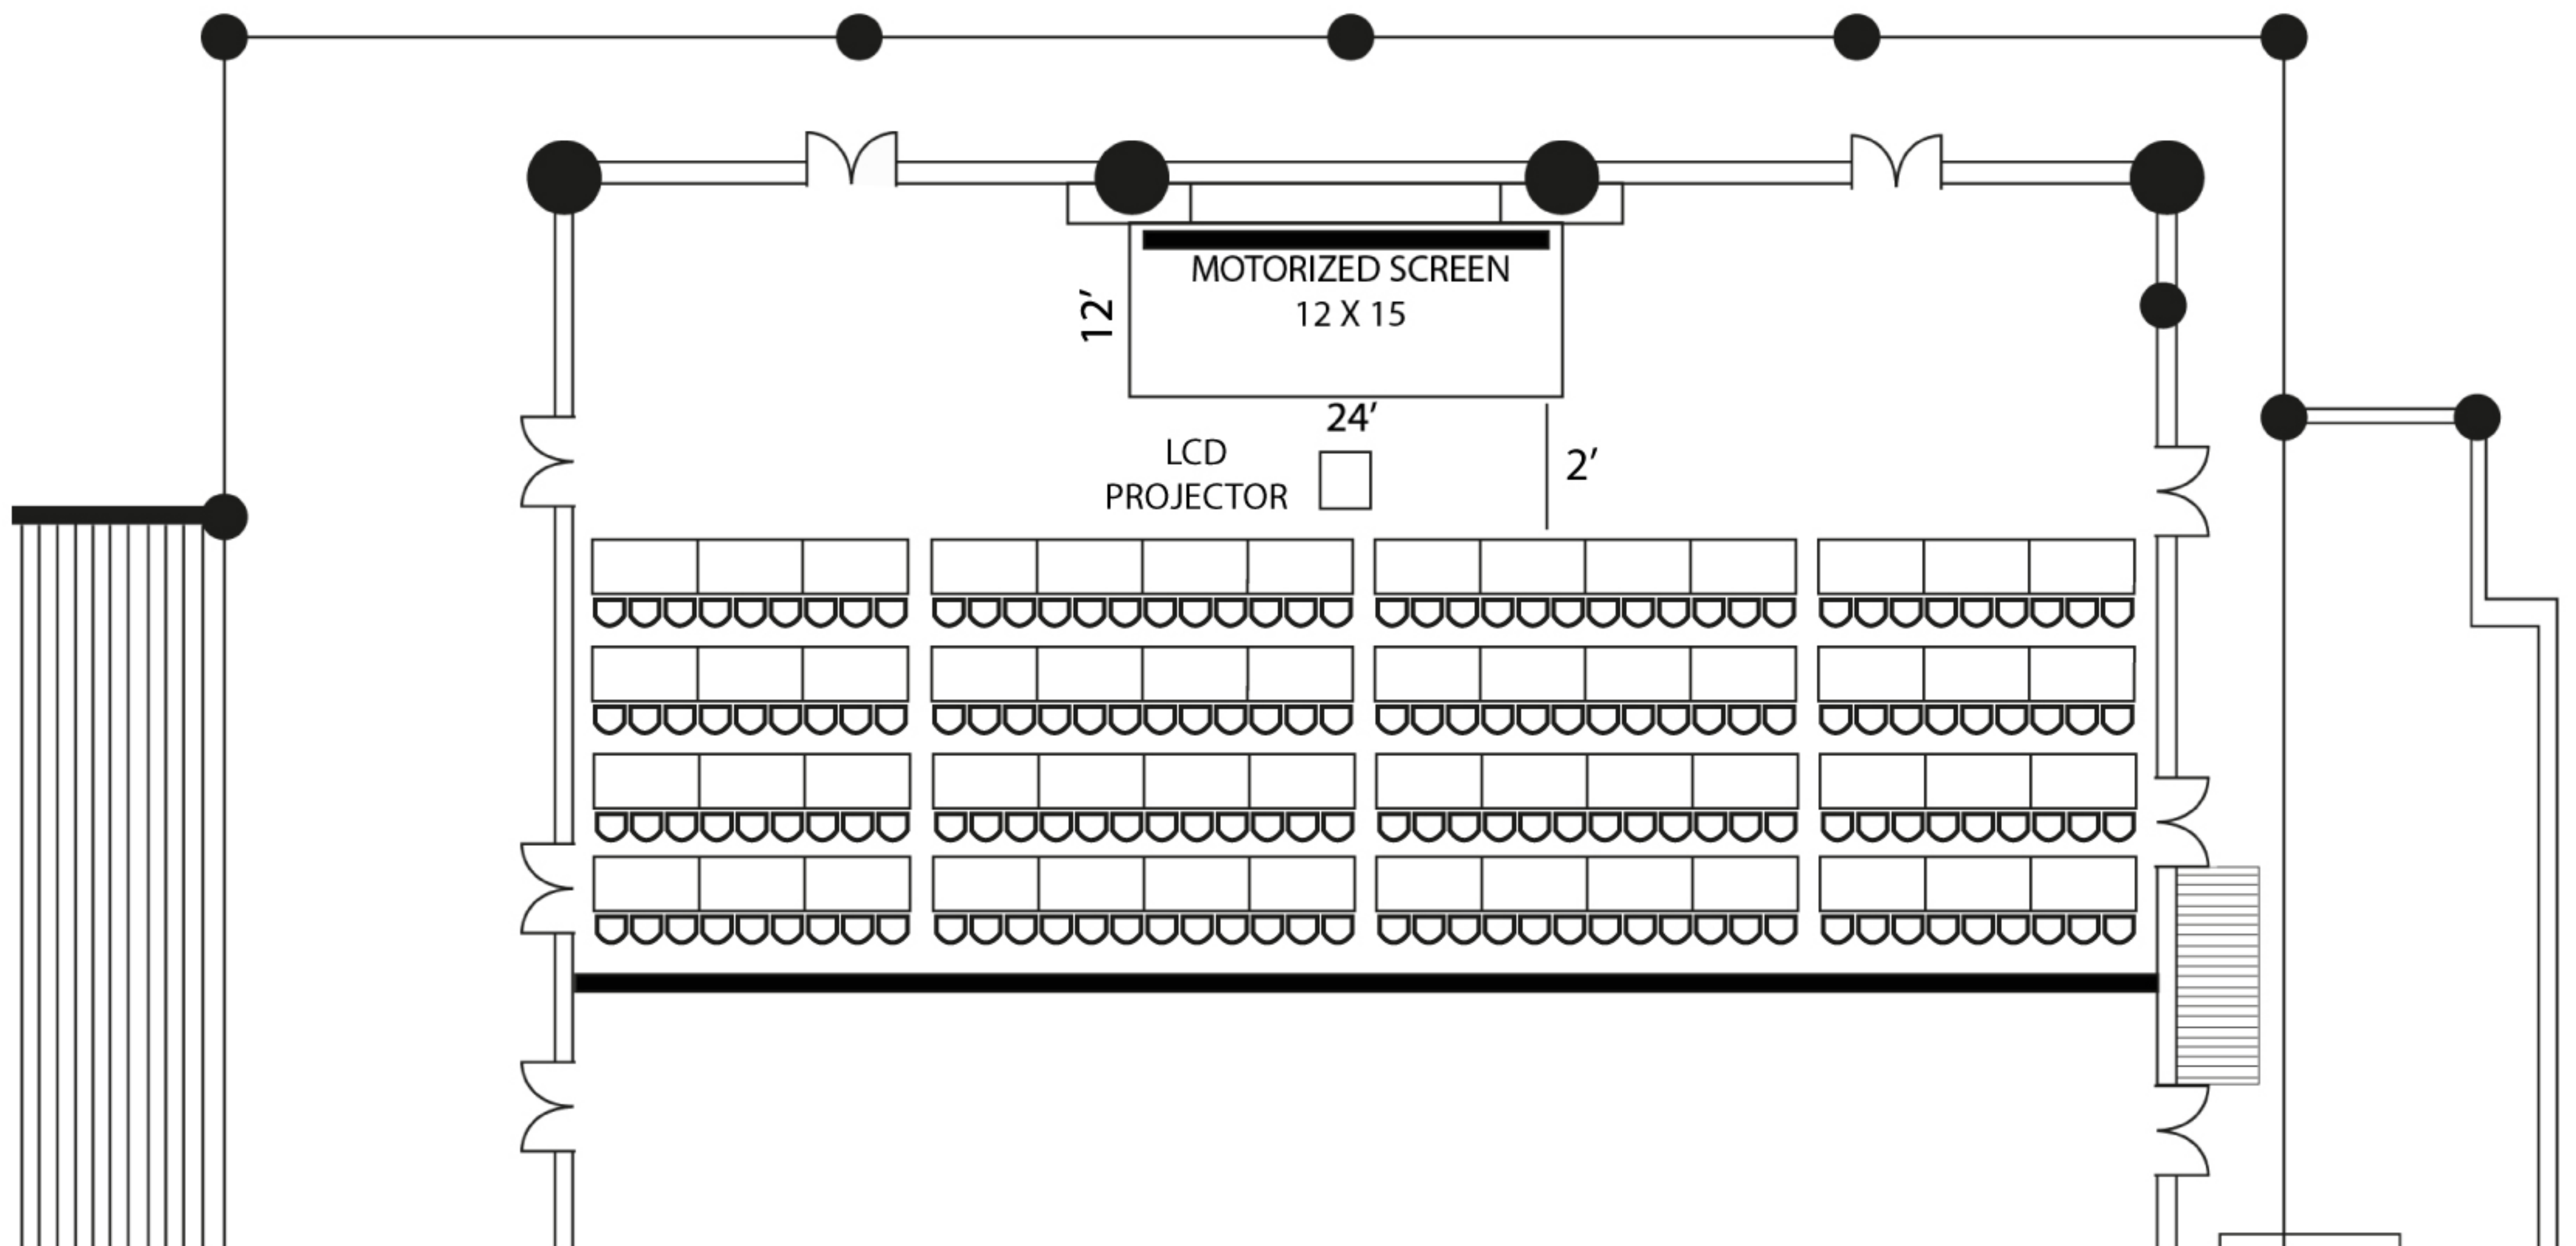 MOTORIZED SCREEN
12 X 15
12’
24’
LCD
PROJECTOR
2’